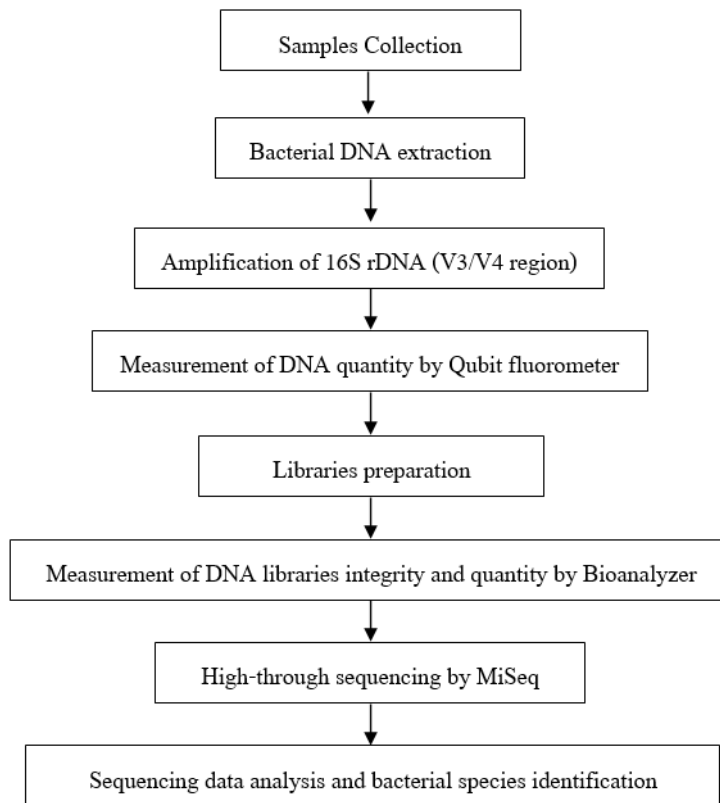 Samples Collection
Bacterial DNA extraction
Amplification of 16S rDNA (V3/V4 region)
Measurement of DNA quantity by Qubit fluorometer
Libraries preparation
Measurement of DNA libraries integrity and quantity by Bioanalyzer
High-through sequencing by MiSeq
Sequencing data analysis and bacterial species identification